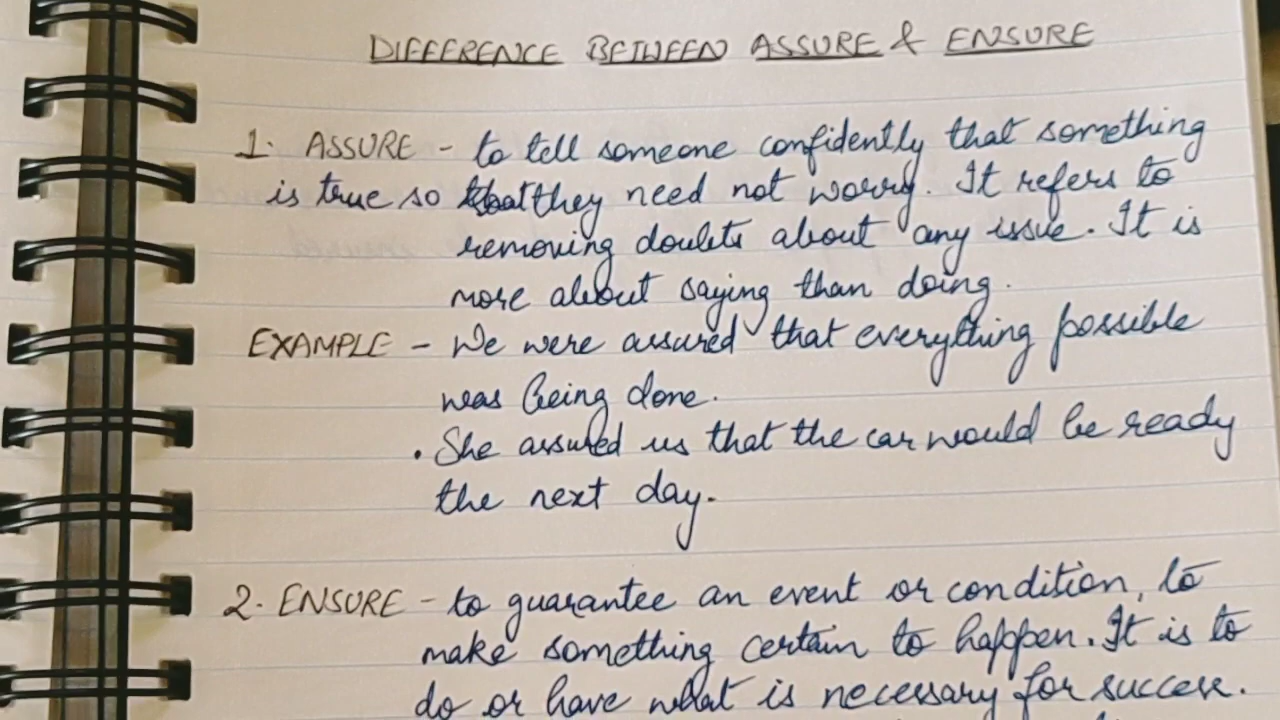 DIFFERENCE BETWEEN ASSURE & ENSURE
1. ASSURE - to tell someone confidently that something
is true so that they need not worry. It refers to
removing doubts about any issue. It is
more about saying than doing.
EXAMPLE - We were assured that everything possible
was being done.
. She assured us that the car would be ready
the next day.
2. ENSURE - to guarantee an event or condition, to
make something certain to happen. It is to
do or have what is necessary for success.